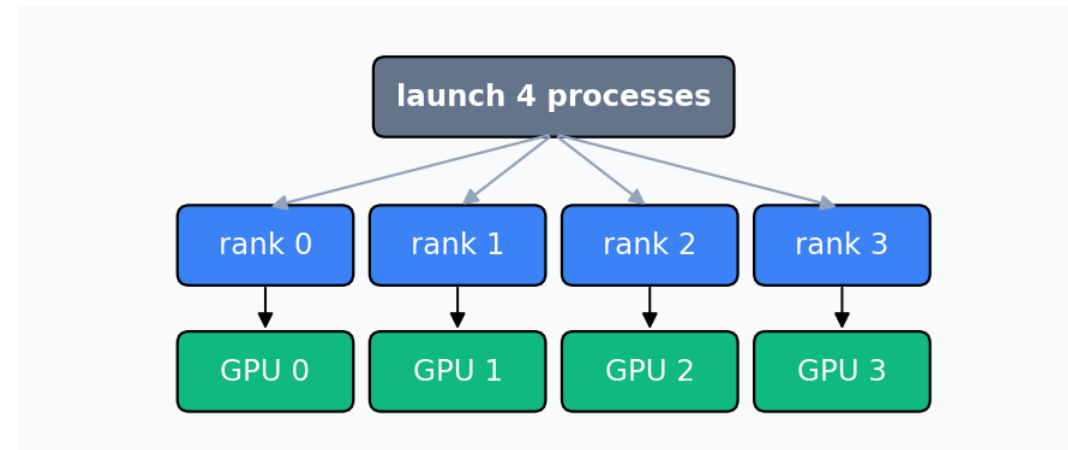 launch 4 processes
rank 0
rank 1
rank 2
rank 3
GPU 0
GPU 1
GPU 2
GPU 3